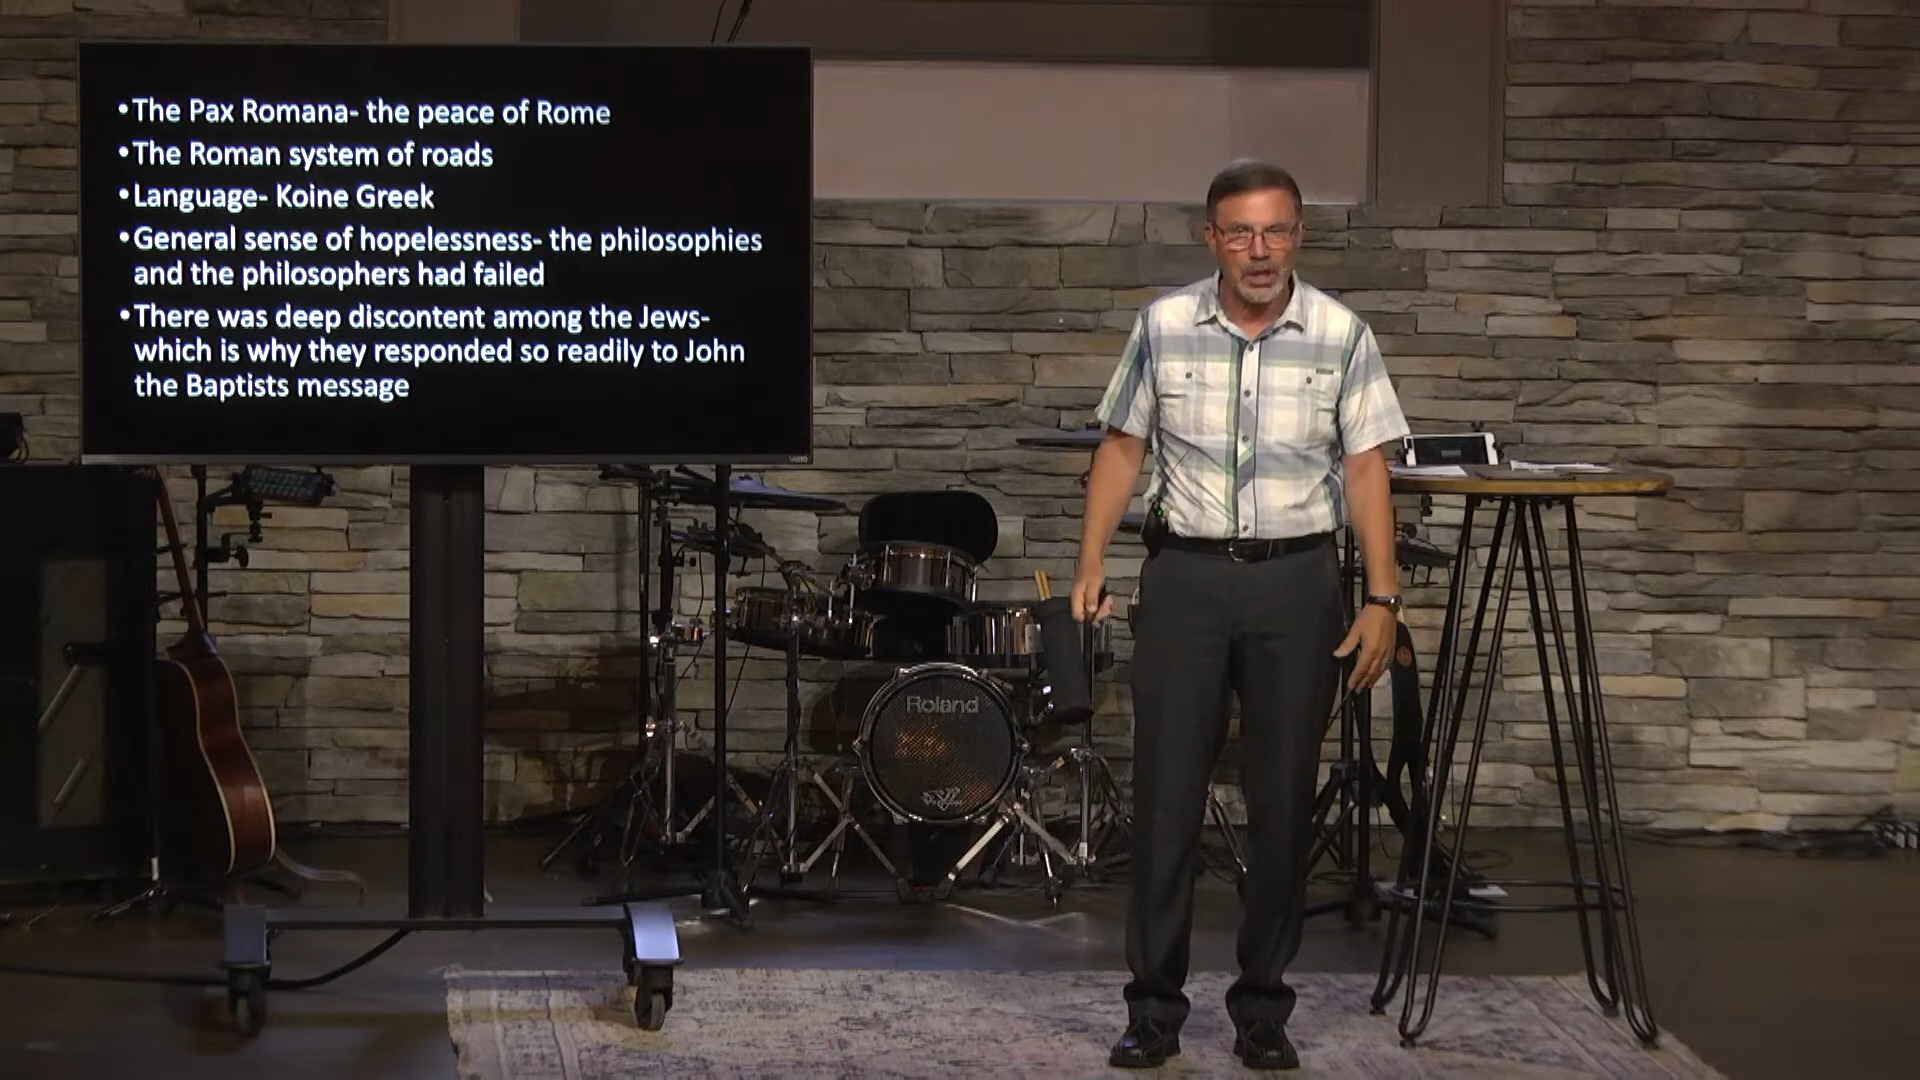 •The Pax Romana- the peace of Rome
•The Roman system of roads
•Language- Koine Greek
•General sense of hopelessness- the philosophies
and the philosophers had failed
•There was deep discontent among the Jews-
which is why they responded so readily to John
the Baptists message
Roland